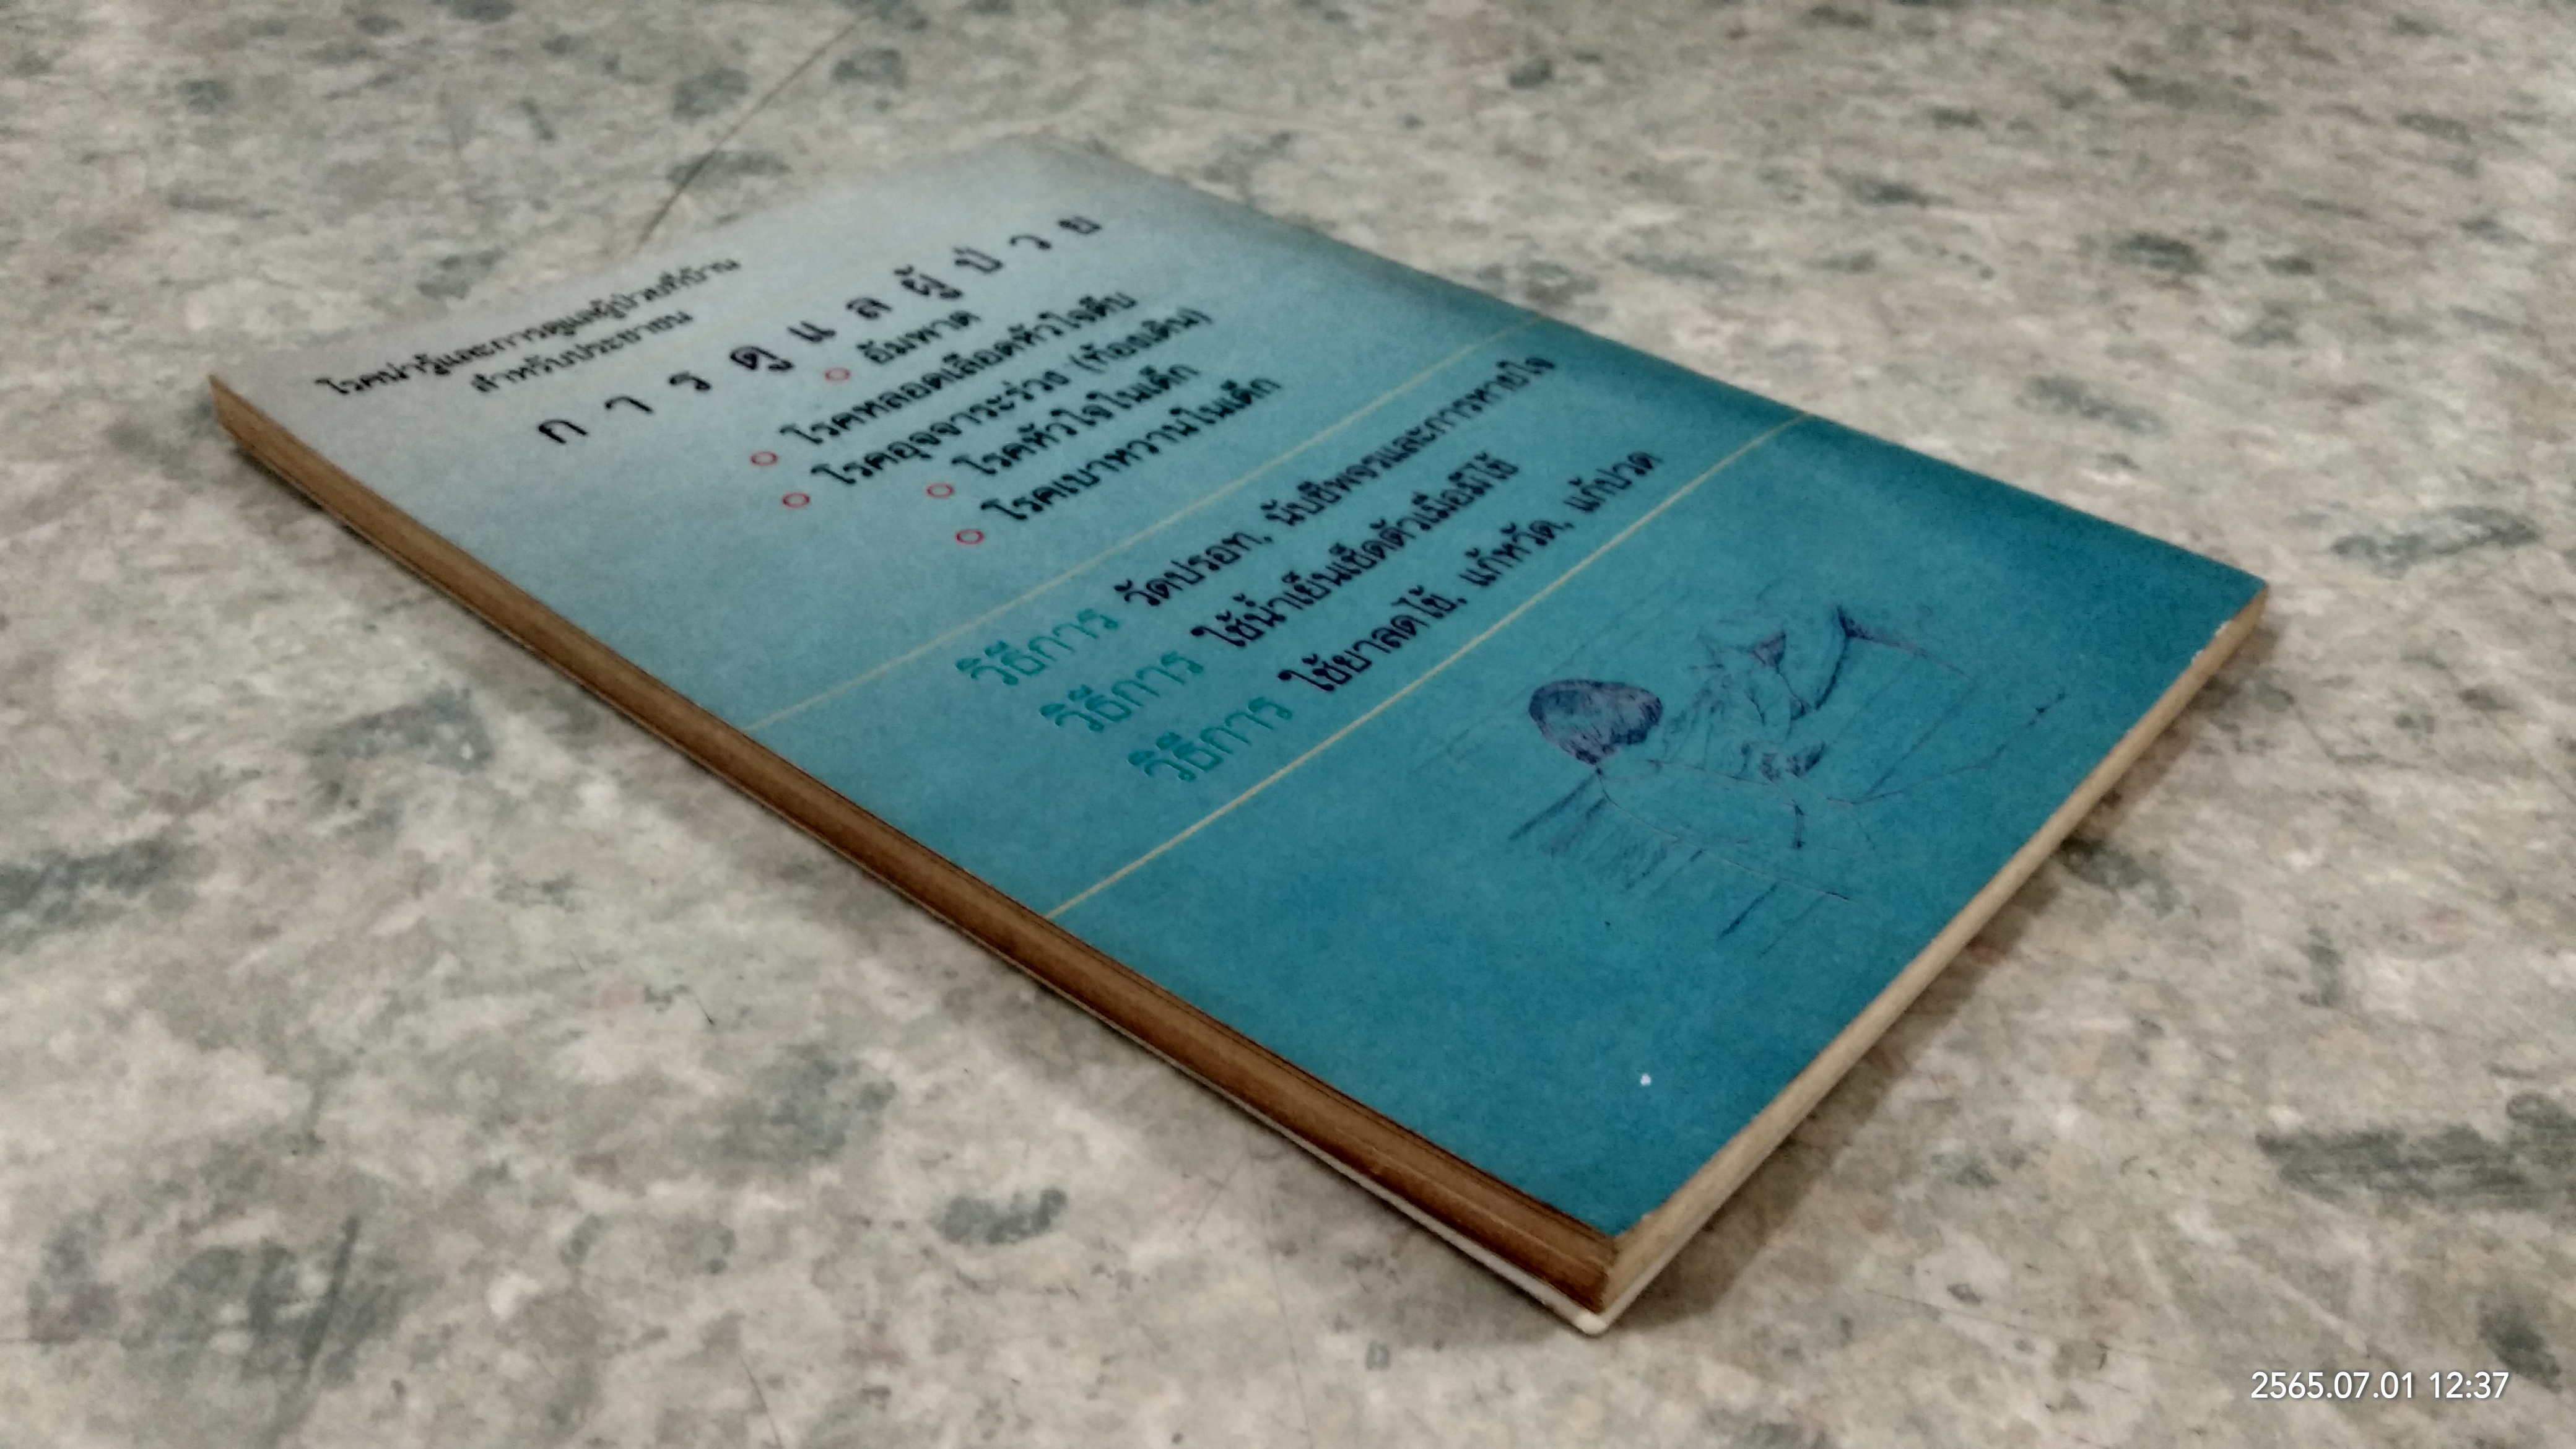 โรคน่ารู้และการดูแลผู้ป่วยที่บ้าน
สำหรับประชาชน
การดูแลผู้ป่วย
○ อัมพาต
○ โรคหลอดเลือดหัวใจตีบ
○ โรคอุจจาระร่วง (ท้องเดิน)
○ โรคหัวใจในเด็ก
○ โรคเบาหวานในเด็ก
วิธีการ วัดปรอท, นับชีพจรและการหายใจ
วิธีการ ใช้น้ำเย็นเช็ดตัวเมื่อมีไข้
วิธีการ ใช้ยาลดไข้, แก้หวัด, แก้ปวด
2565.07.01 12:37